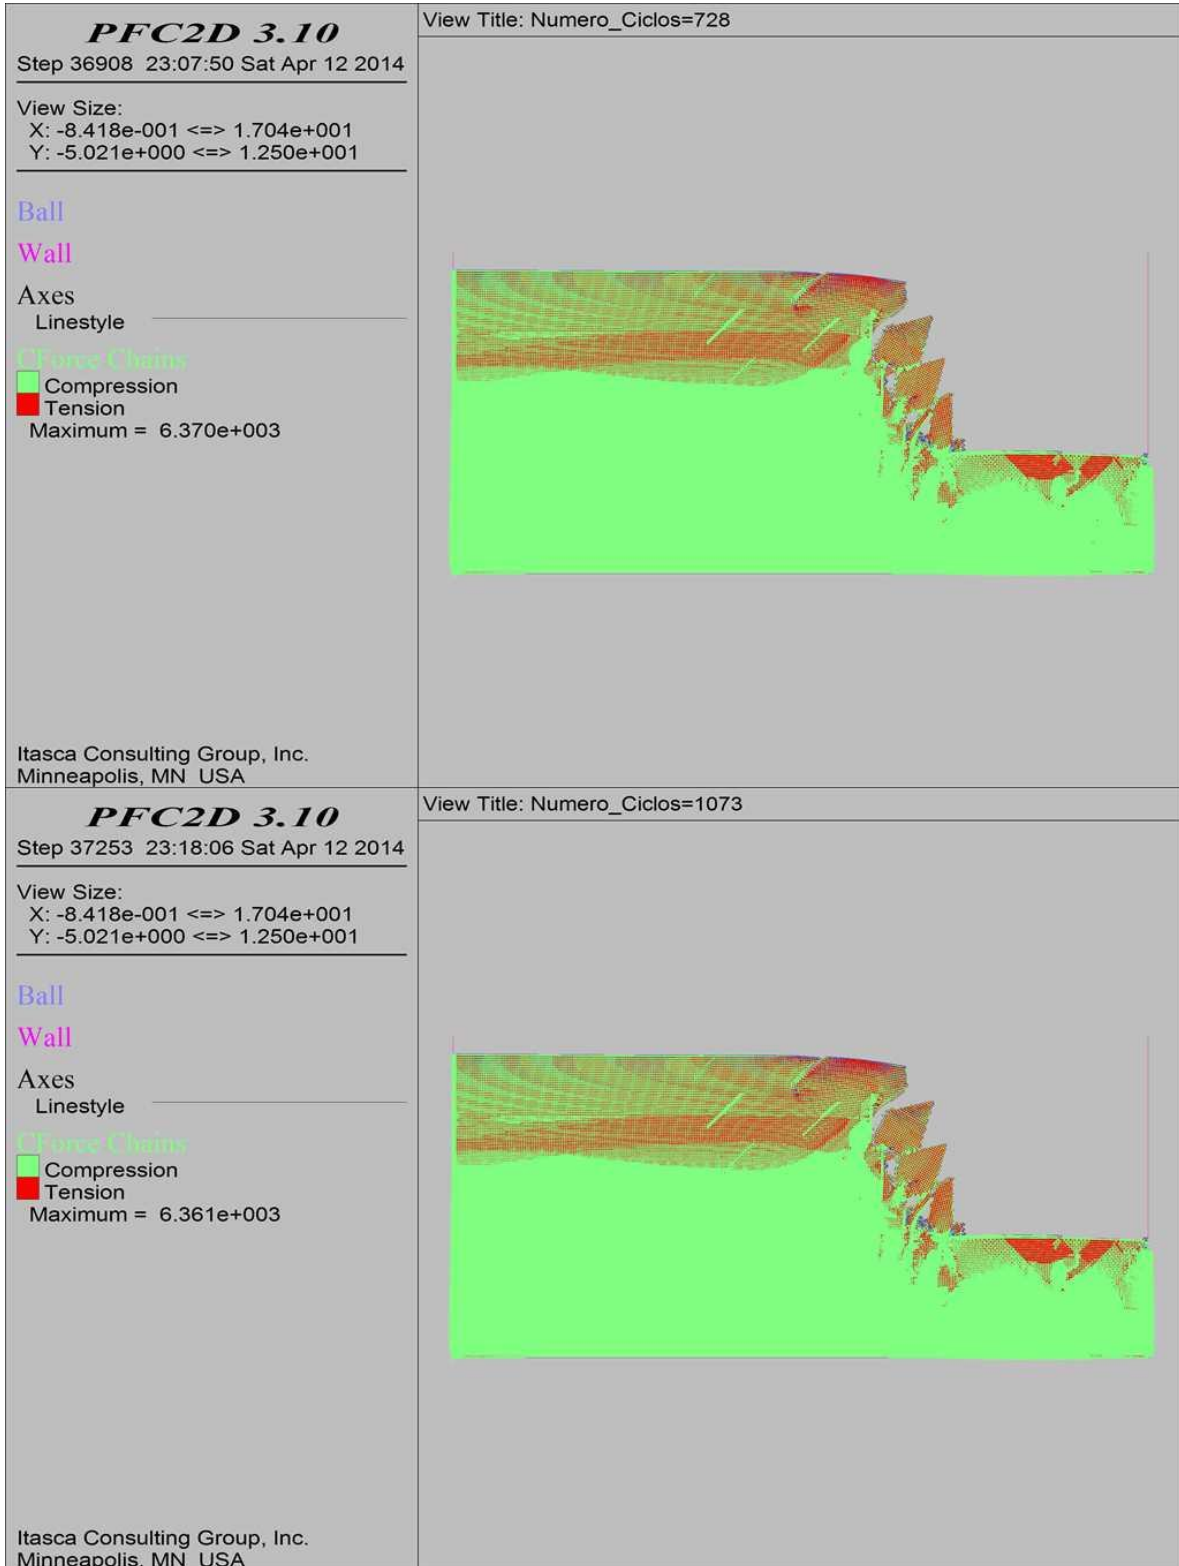 PFC2D 3.10
Step 36908 23:07:50 Sat Apr 12 2014
View Size:
X: -8.418e-001 <=> 1.704e+001
Y: -5.021e+000 <=> 1.250e+001
Ball
Wall
Axes
Linestyle
CForce Chains
Compression
Tension
Maximum = 6.370e+003
Itasca Consulting Group, Inc.
Minneapolis, MN USA
View Title: Numero_Ciclos=728
PFC2D 3.10
Step 37253 23:18:06 Sat Apr 12 2014
View Size:
X: -8.418e-001 <=> 1.704e+001
Y: -5.021e+000 <=> 1.250e+001
Ball
Wall
Axes
Linestyle
CForce Chains
Compression
Tension
Maximum = 6.361e+003
Itasca Consulting Group, Inc.
Minneapolis, MN USA
View Title: Numero_Ciclos=1073